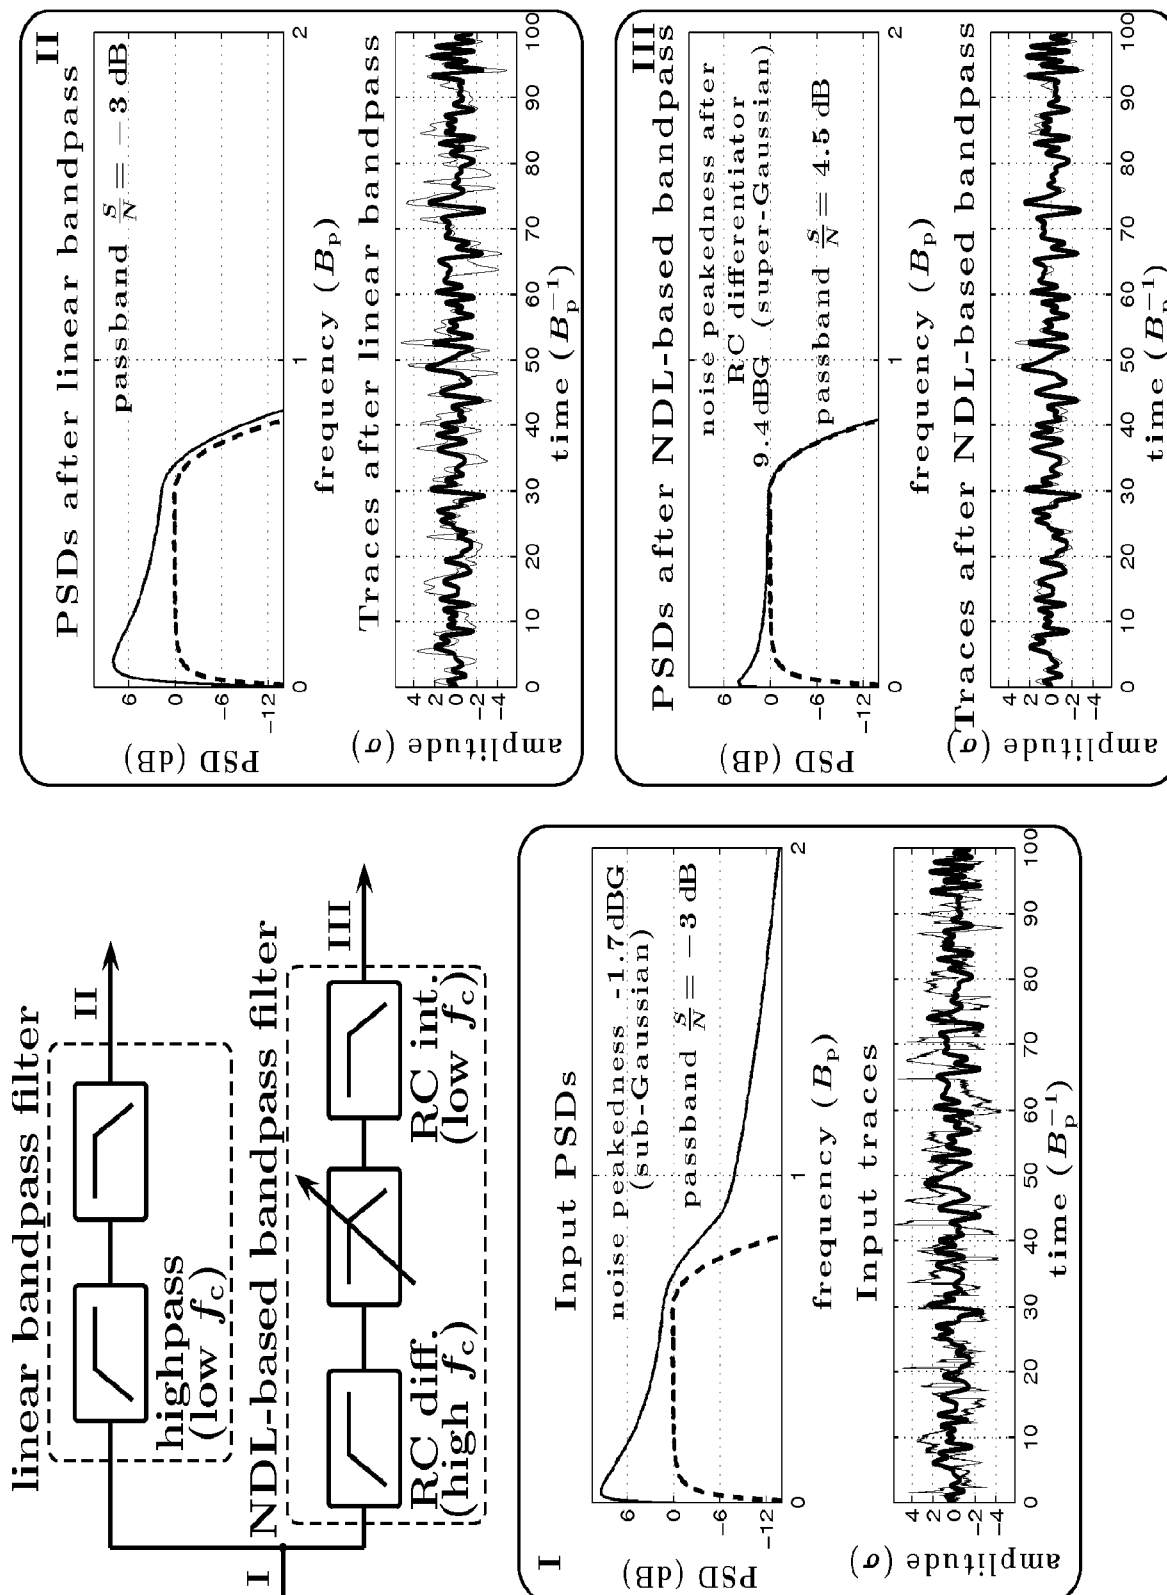 linear bandpass filter
II
highpass
(low fc)
I
NDL-based bandpass filter
III
RC diff.
(high fc)
RC int.
(low fc)
I
Input PSDs
noise peakedness -1.7dBG
(sub-Gaussian)
passband S/N = −3 dB
PSD (dB)
6
0
-6
-12
0
1
2
frequency (Bp)
Input traces
amplitude (σ)
4
2
0
-2
-4
0
10
20
30
40
50
60
70
80
90
100
time (Bp−1)
II
PSDs after linear bandpass
passband S/N = −3 dB
PSD (dB)
6
0
-6
-12
0
1
2
frequency (Bp)
Traces after linear bandpass
amplitude (σ)
4
2
0
-2
-4
0
10
20
30
40
50
60
70
80
90
100
time (Bp−1)
III
PSDs after NDL-based bandpass
noise peakedness after
RC differentiator
9.4dBG (super-Gaussian)
passband S/N = 4.5 dB
PSD (dB)
6
0
-6
-12
0
1
2
frequency (Bp)
Traces after NDL-based bandpass
amplitude (σ)
4
2
0
-2
-4
0
10
20
30
40
50
60
70
80
90
100
time (Bp−1)